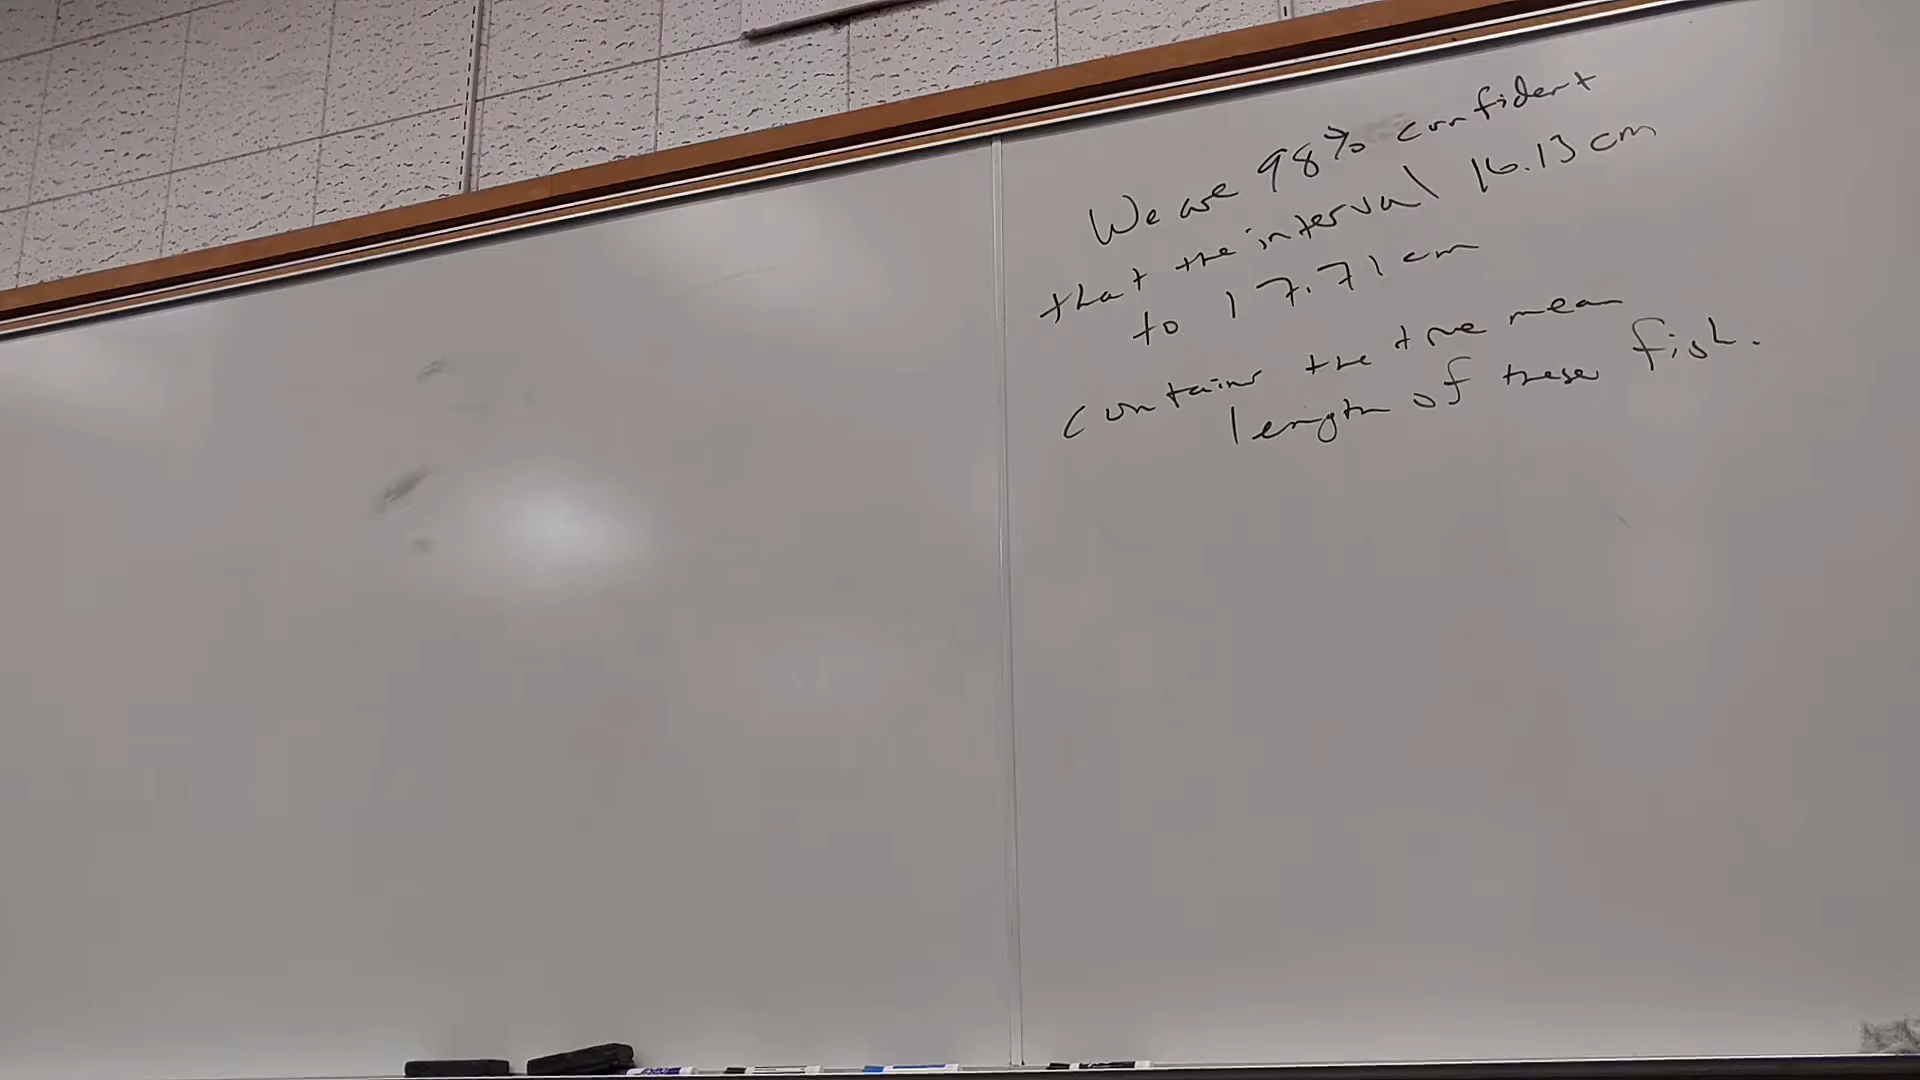 We are 98% confident
that the interval 16.13 cm
to 17.71 cm
contains the true mean
length of these fish.